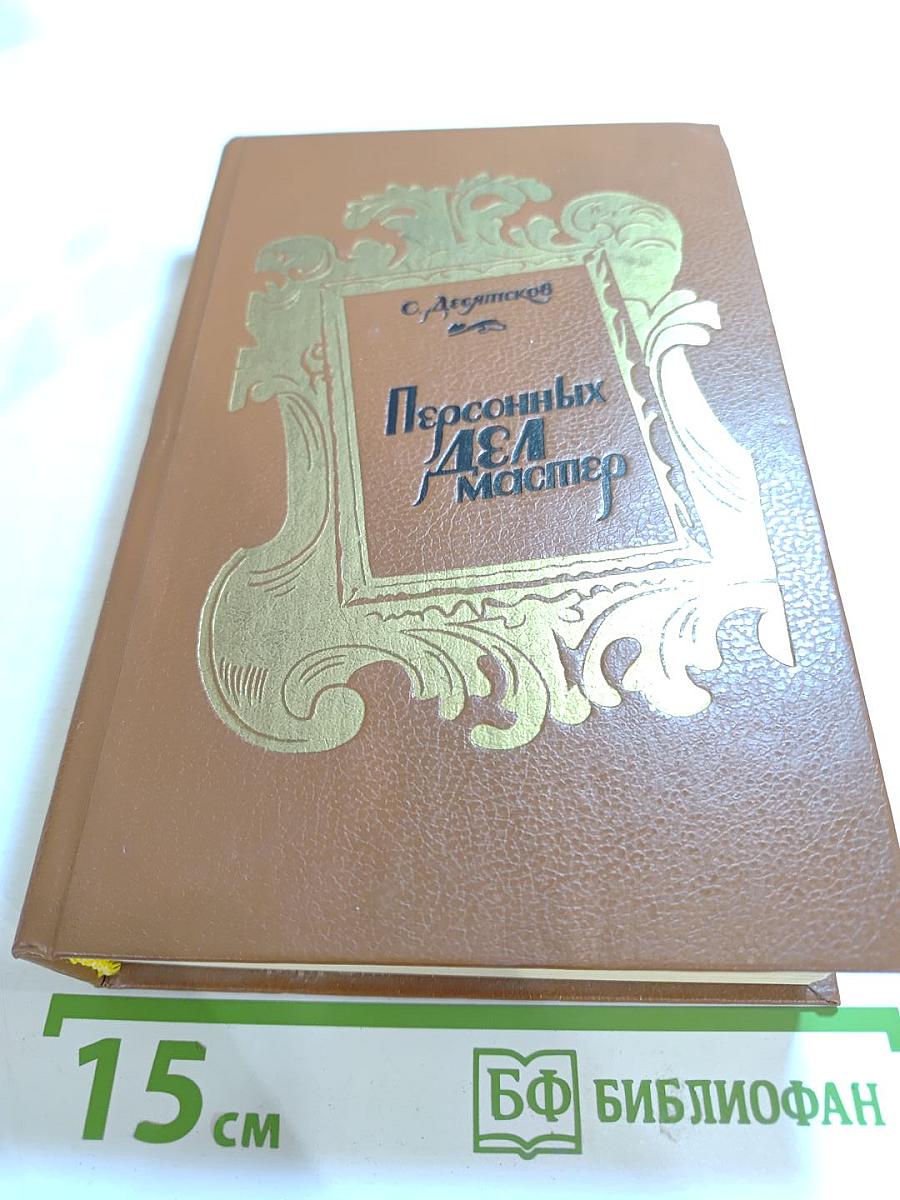 С. Десятсков
Персонных
дел
мастер
15 см
БФ БИБЛИОФАН